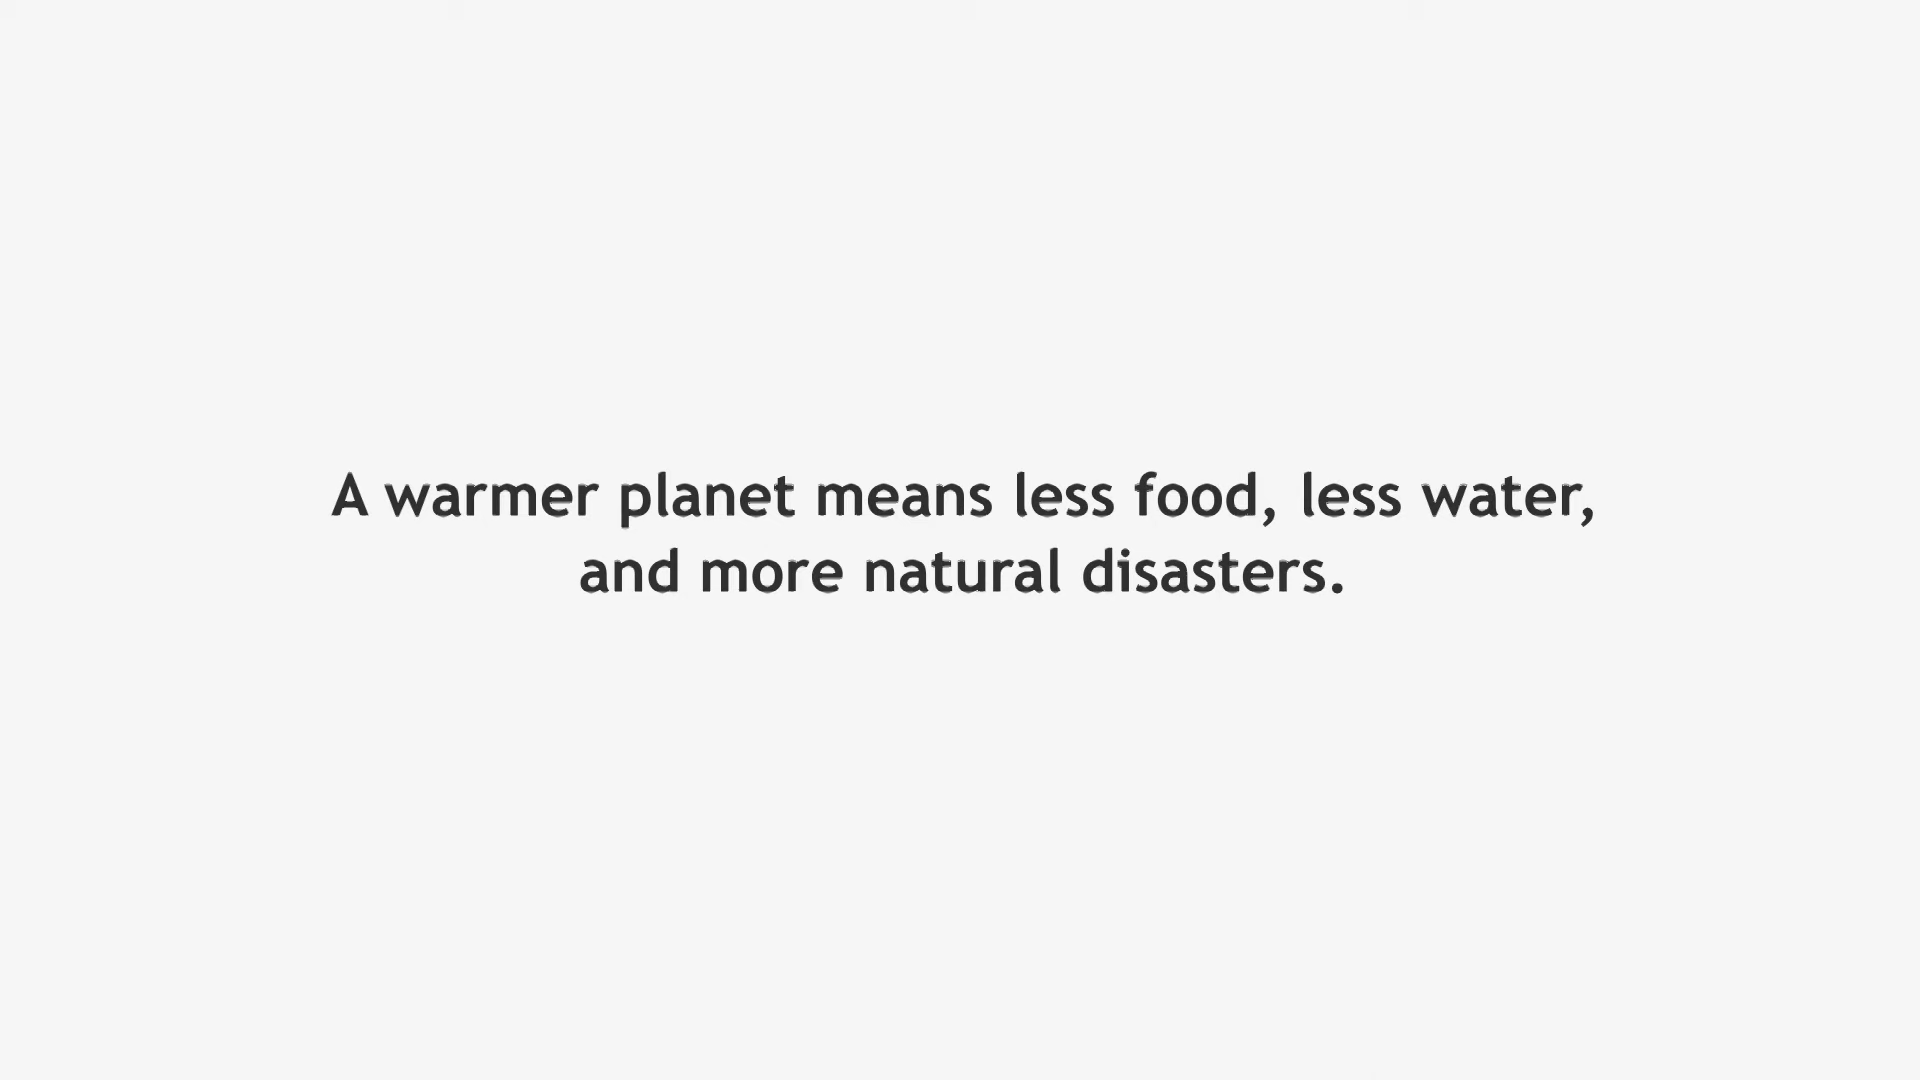 A warmer planet means less food, less water,
and more natural disasters.